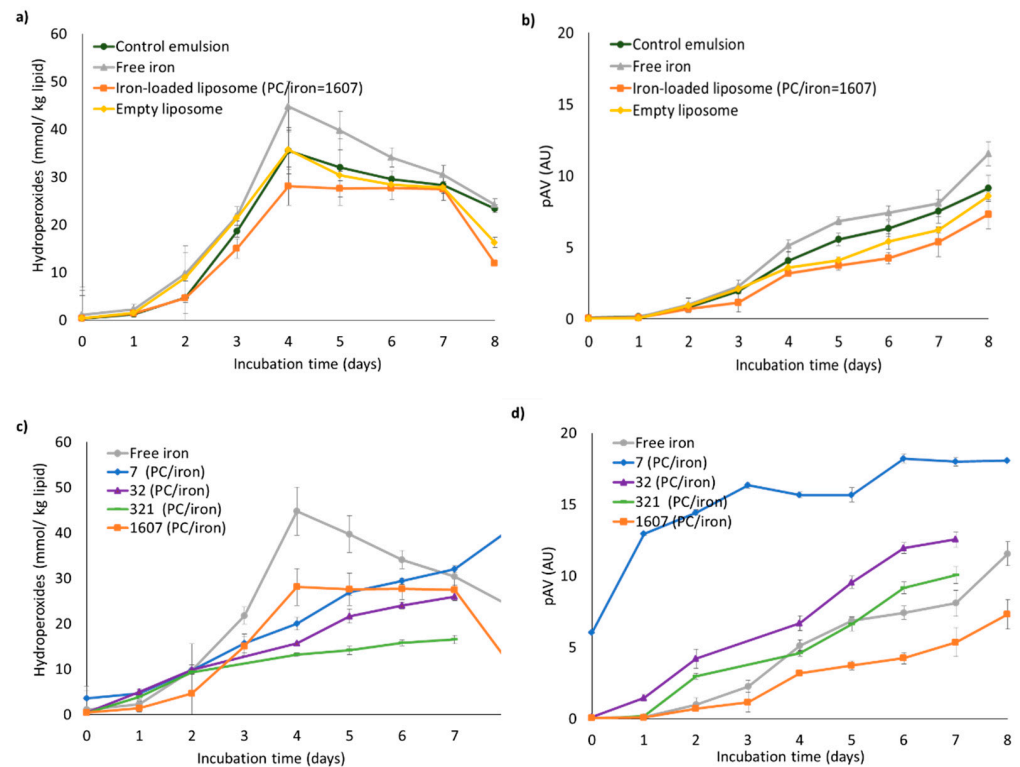 a)
60
50
40
30
20
10
0
Hydroperoxides (mmol/ kg lipid)
Control emulsion
Free iron
Iron-loaded liposome (PC/iron=1607)
Empty liposome
0 1 2 3 4 5 6 7 8
Incubation time (days)
b)
20
15
10
5
0
pAV (AU)
Control emulsion
Free iron
Iron-loaded liposome (PC/iron=1607)
Empty liposome
0 1 2 3 4 5 6 7 8
Incubation time (days)
c)
60
50
40
30
20
10
0
Hydroperoxides (mmol/ kg lipid)
Free iron
7 (PC/iron)
32 (PC/iron)
321 (PC/iron)
1607 (PC/iron)
0 1 2 3 4 5 6 7
Incubation time (days)
d)
20
15
10
5
0
pAV (AU)
Free iron
7 (PC/iron)
32 (PC/iron)
321 (PC/iron)
1607 (PC/iron)
0 1 2 3 4 5 6 7 8
Incubation time (days)